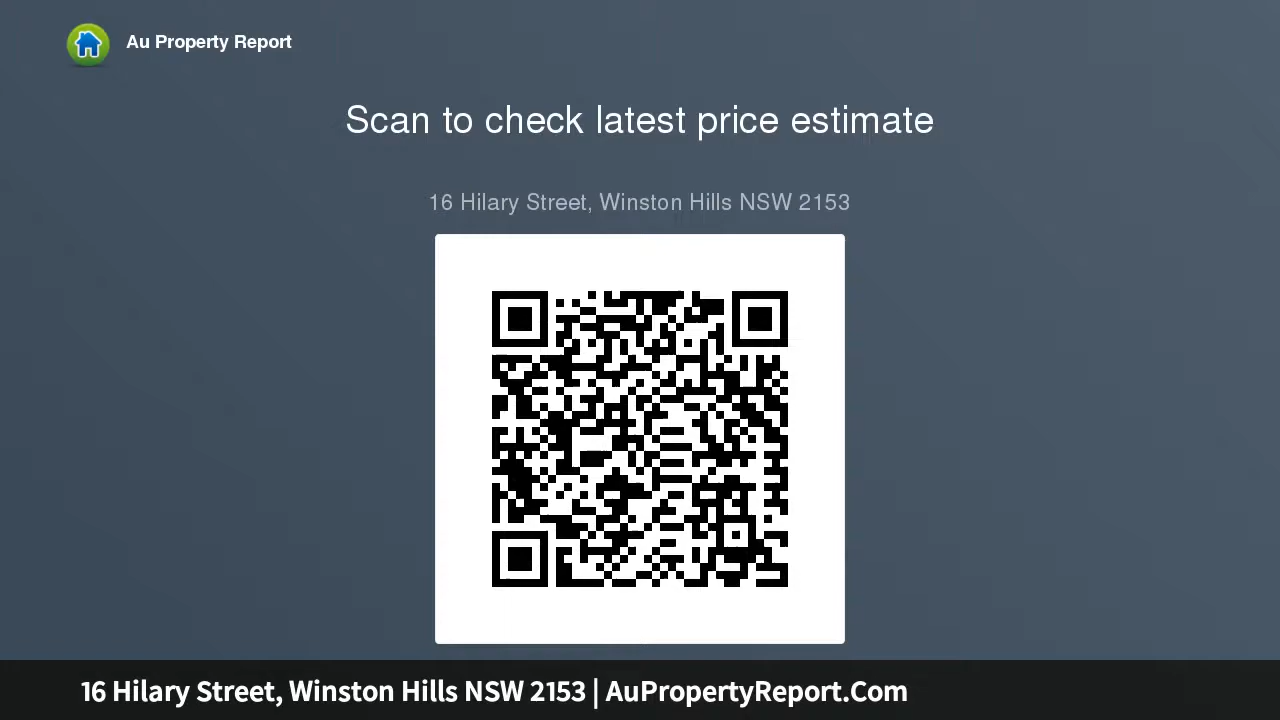 Au Property Report
Scan to check latest price estimate
16 Hilary Street, Winston Hills NSW 2153
16 Hilary Street, Winston Hills NSW 2153 | AuPropertyReport.Com